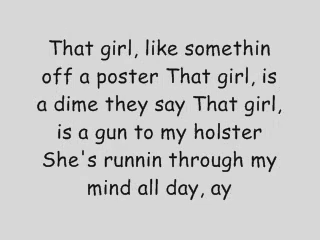 That girl, like somethin
off a poster That girl, is
a dime they say That girl,
is a gun to my holster
She's runnin through my
mind all day, ay